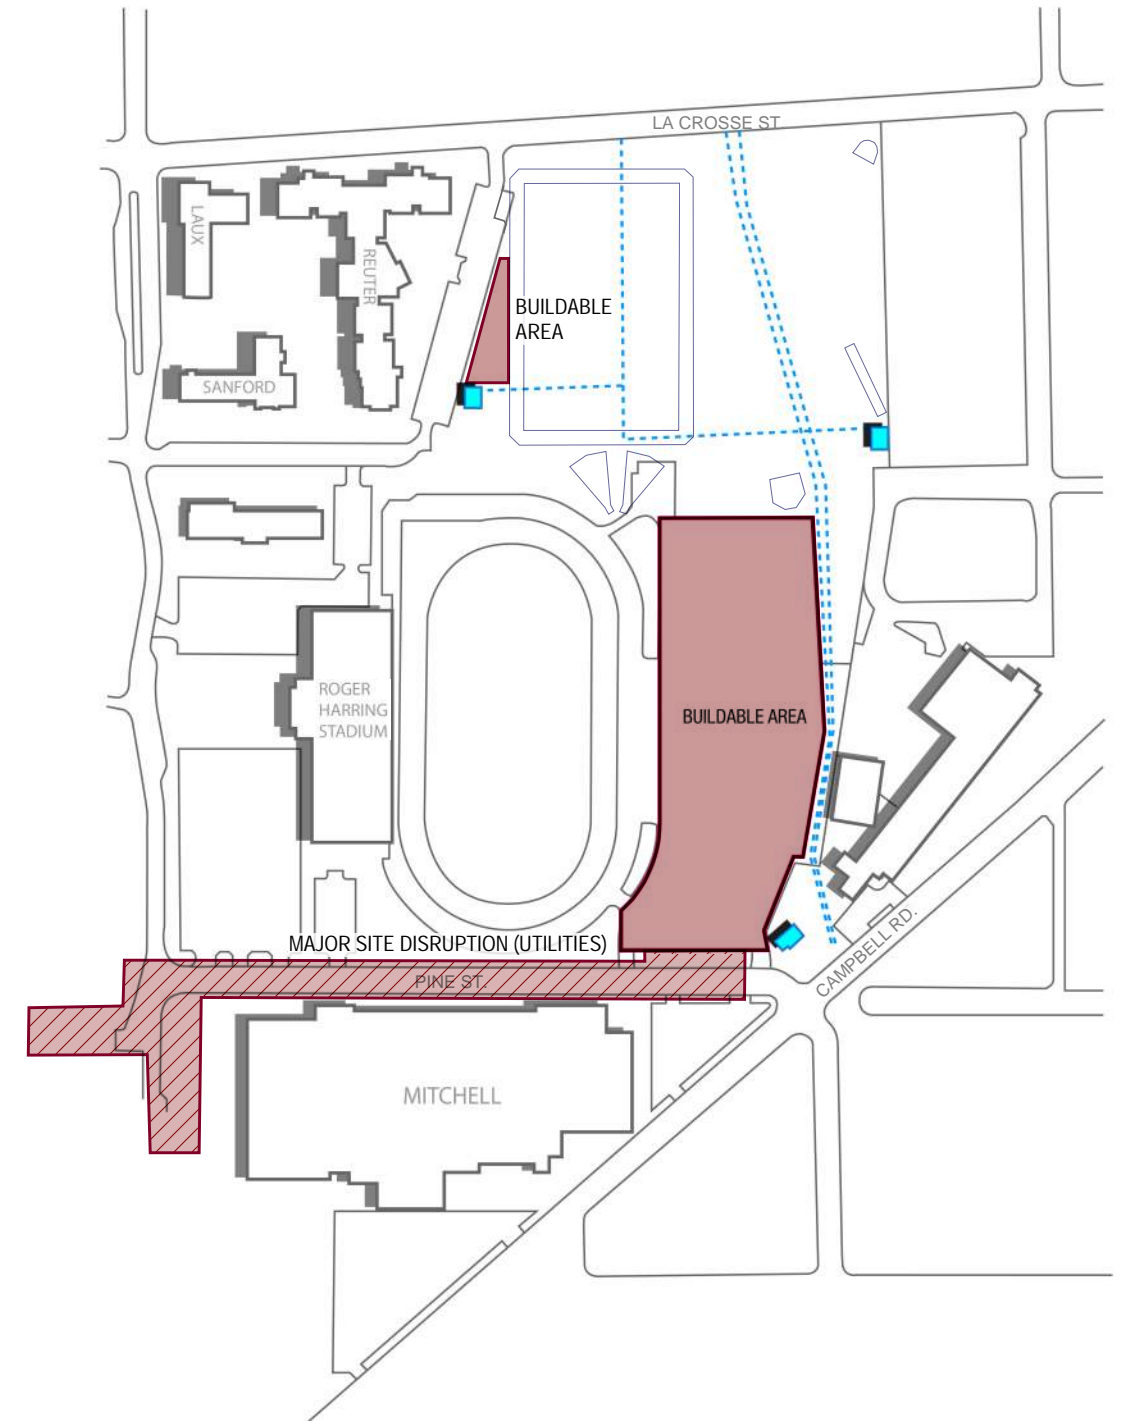 LA CROSSE ST
LAUX
REUTER
BUILDABLE
AREA
SANFORD
ROGER
HARRING
STADIUM
BUILDABLE AREA
MAJOR SITE DISRUPTION (UTILITIES)
PINE ST.
CAMPBELL RD.
MITCHELL